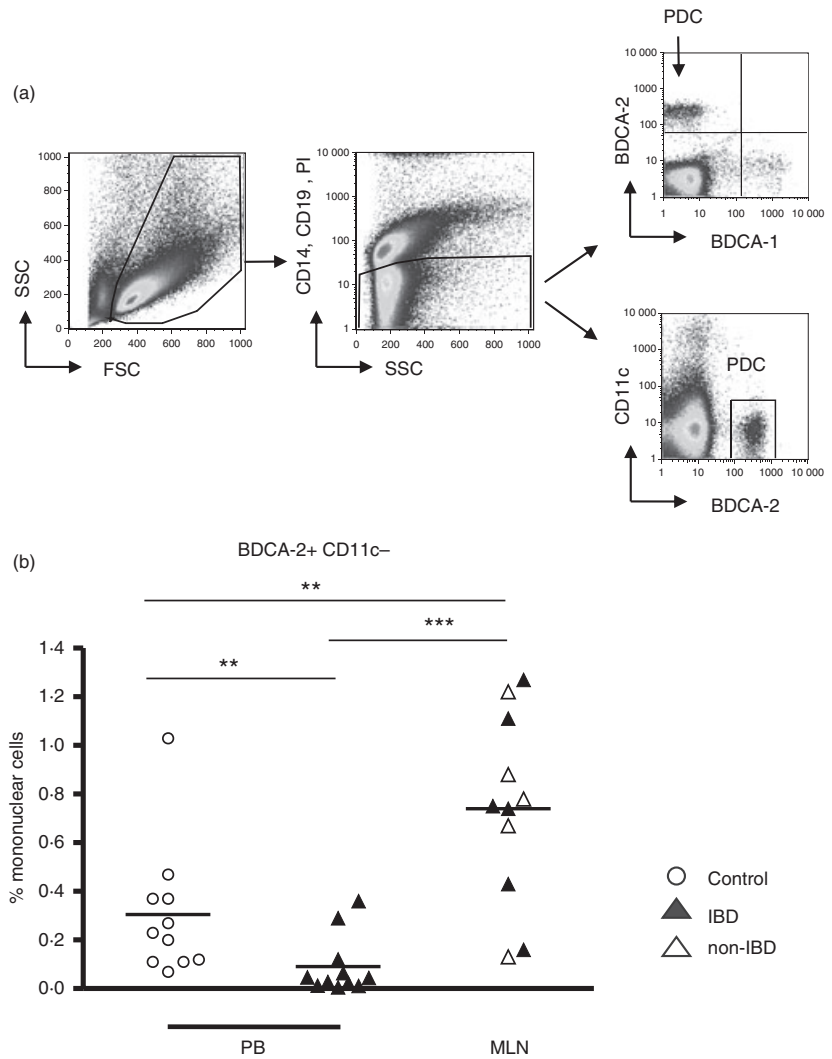 (a)
PDC
SSC
1000
800
600
400
200
0
0 200 400 600 800 1000
FSC
CD14, CD19 , PI
10 000
1000
100
10
1
0 200 400 600 800 1000
SSC
BDCA-2
10 000
1000
100
10
1
1 10 100 1000 10 000
BDCA-1
CD11c
10 000
1000
100
10
1
PDC
1 10 100 1000 10 000
BDCA-2
(b)
BDCA-2+ CD11c–
**
***
**
% mononuclear cells
1·4
1·2
1·0
0·8
0·6
0·4
0·2
0·0
PB
MLN
Control
IBD
non-IBD